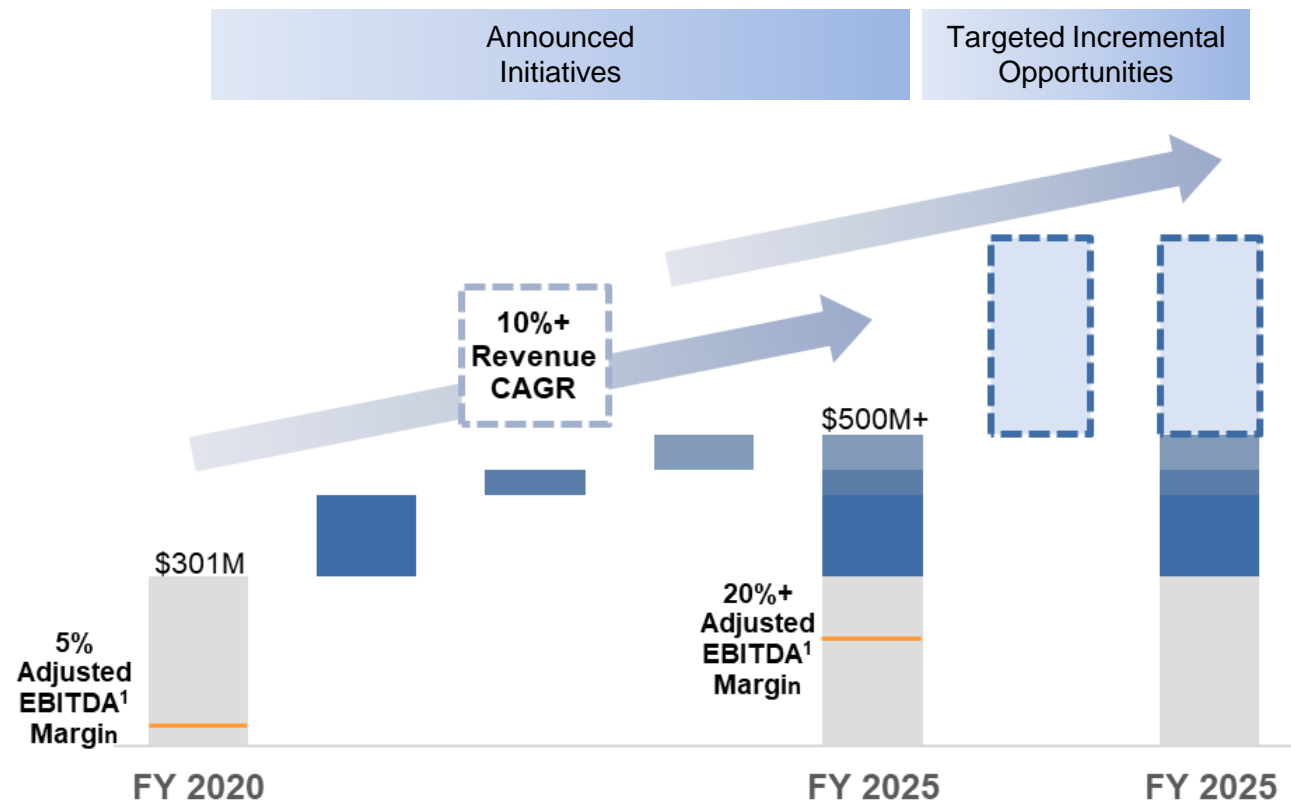 Announced
Initiatives
Targeted Incremental
Opportunities
10%+
Revenue
CAGR
$500M+
$301M
20%+
Adjusted
EBITDA¹
Margin
5%
Adjusted
EBITDA¹
Margin
FY 2020
FY 2025
FY 2025